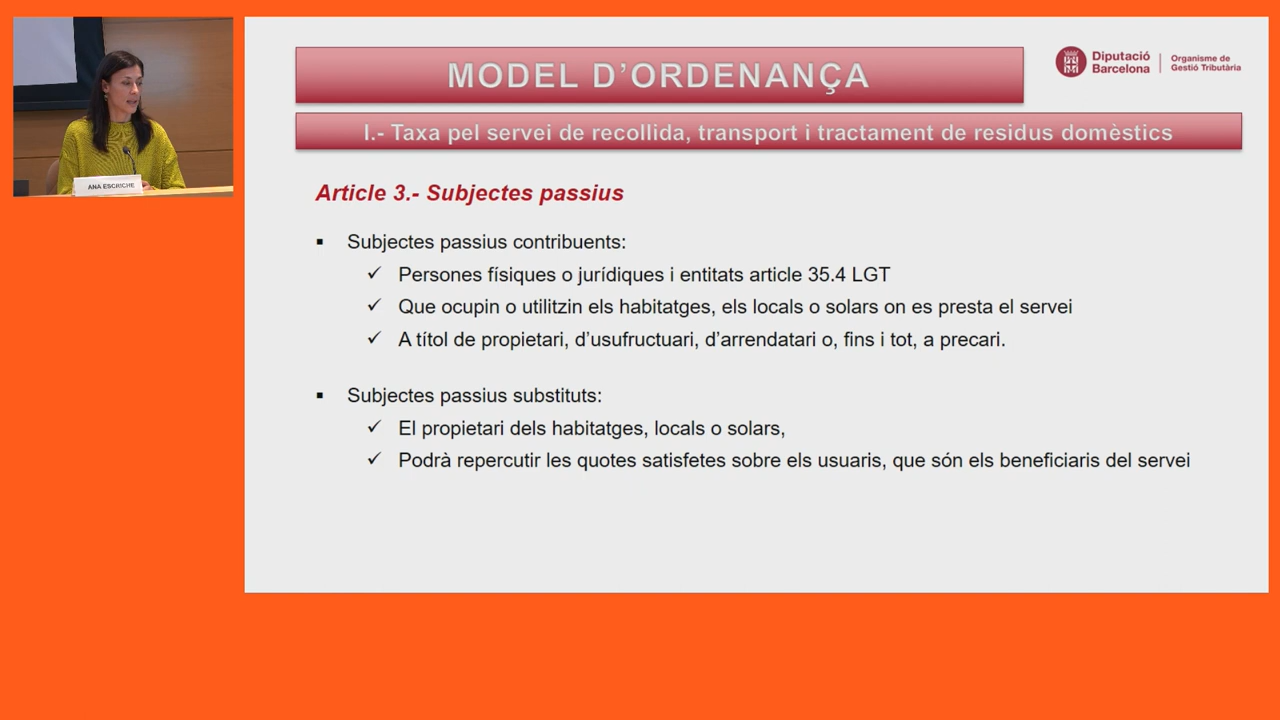 ANA ESCRICHE
MODEL D'ORDENANÇA
Diputació
Barcelona
Organisme de
Gestió Tributària
I.- Taxa pel servei de recollida, transport i tractament de residus domèstics
Article 3.- Subjectes passius
▪ Subjectes passius contribuents:
✓ Persones físiques o jurídiques i entitats article 35.4 LGT
✓ Que ocupin o utilitzin els habitatges, els locals o solars on es presta el servei
✓ A títol de propietari, d'usufructuari, d'arrendatari o, fins i tot, a precari.
▪ Subjectes passius substituts:
✓ El propietari dels habitatges, locals o solars,
✓ Podrà repercutir les quotes satisfetes sobre els usuaris, que són els beneficiaris del servei